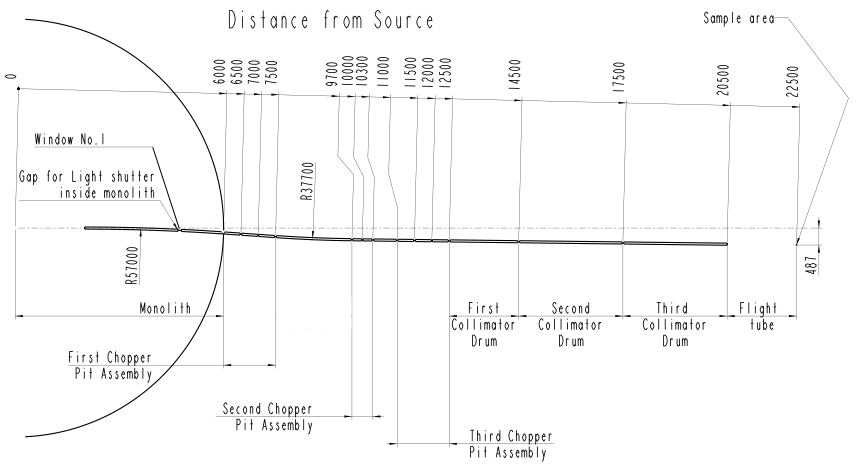 Distance from Source
Sample area
0
6000
6500
7000
7500
9700
10000
10300
11000
11500
12000
12500
14500
17500
20500
22500
Window No.1
Gap for Light shutter
inside monolith
R37700
R57000
487
Monolith
First
Collimator
Drum
Second
Collimator
Drum
Third
Collimator
Drum
Flight
tube
First Chopper
Pit Assembly
Second Chopper
Pit Assembly
Third Chopper
Pit Assembly